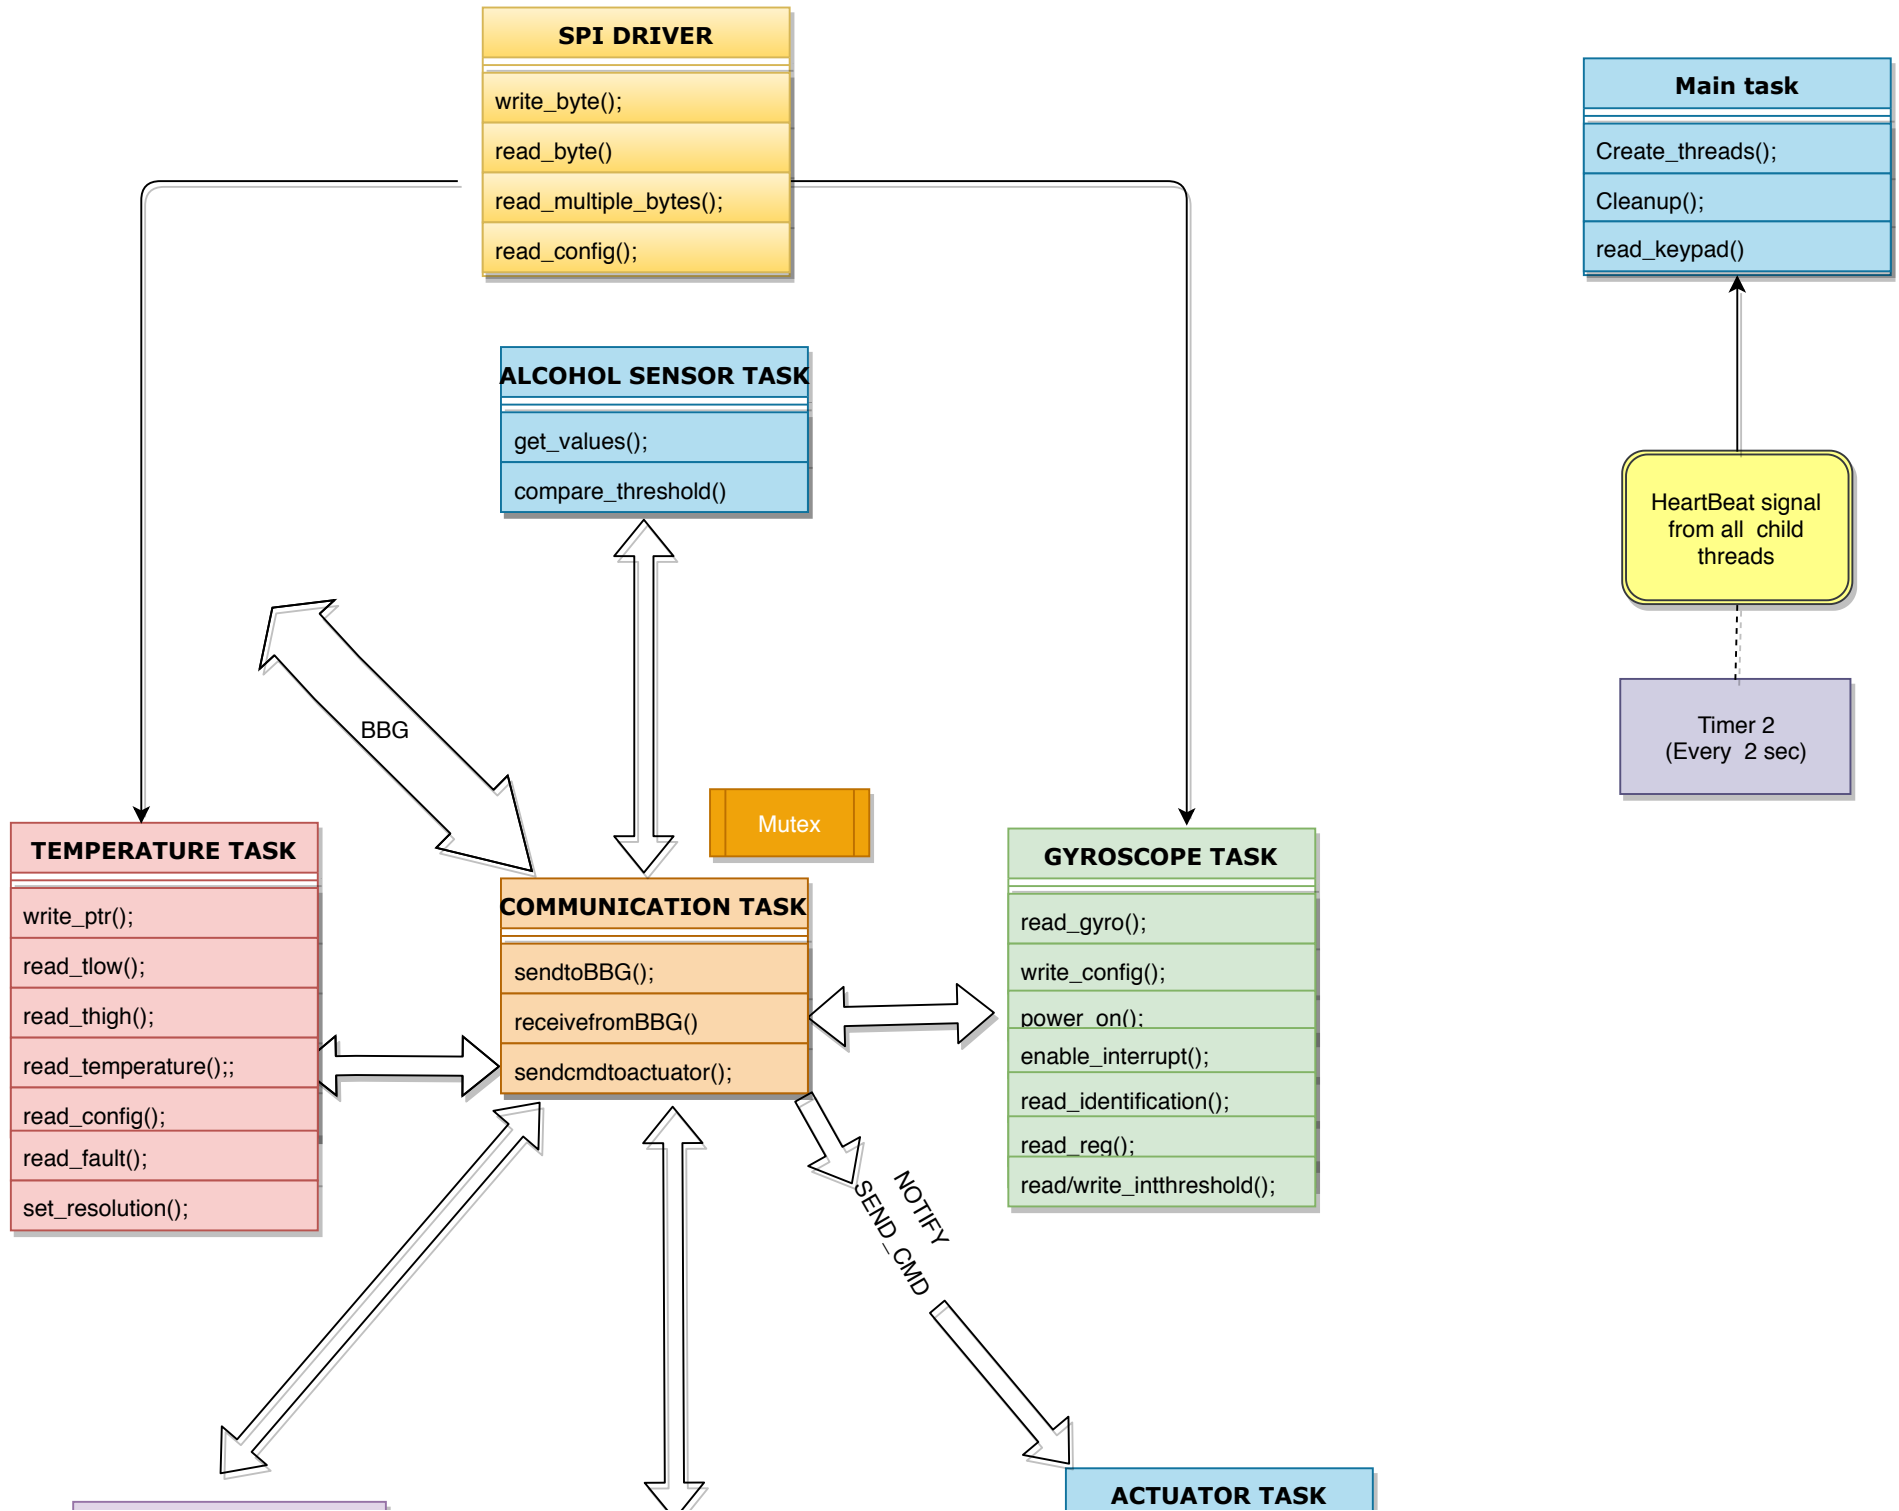 SPI DRIVER
write_byte();
read_byte()
read_multiple_bytes();
read_config();
Main task
Create_threads();
Cleanup();
read_keypad()
ALCOHOL SENSOR TASK
get_values();
compare_threshold()
HeartBeat signal
from all child
threads
Timer 2
(Every 2 sec)
BBG
Mutex
TEMPERATURE TASK
write_ptr();
read_tlow();
read_thigh();
read_temperature();;
read_config();
read_fault();
set_resolution();
COMMUNICATION TASK
sendtoBBG();
receivefromBBG()
sendcmdtoactuator();
GYROSCOPE TASK
read_gyro();
write_config();
power_on();
enable_interrupt();
read_identification();
read_reg();
read/write_intthreshold();
NOTIFY
SEND_CMD
ACTUATOR TASK